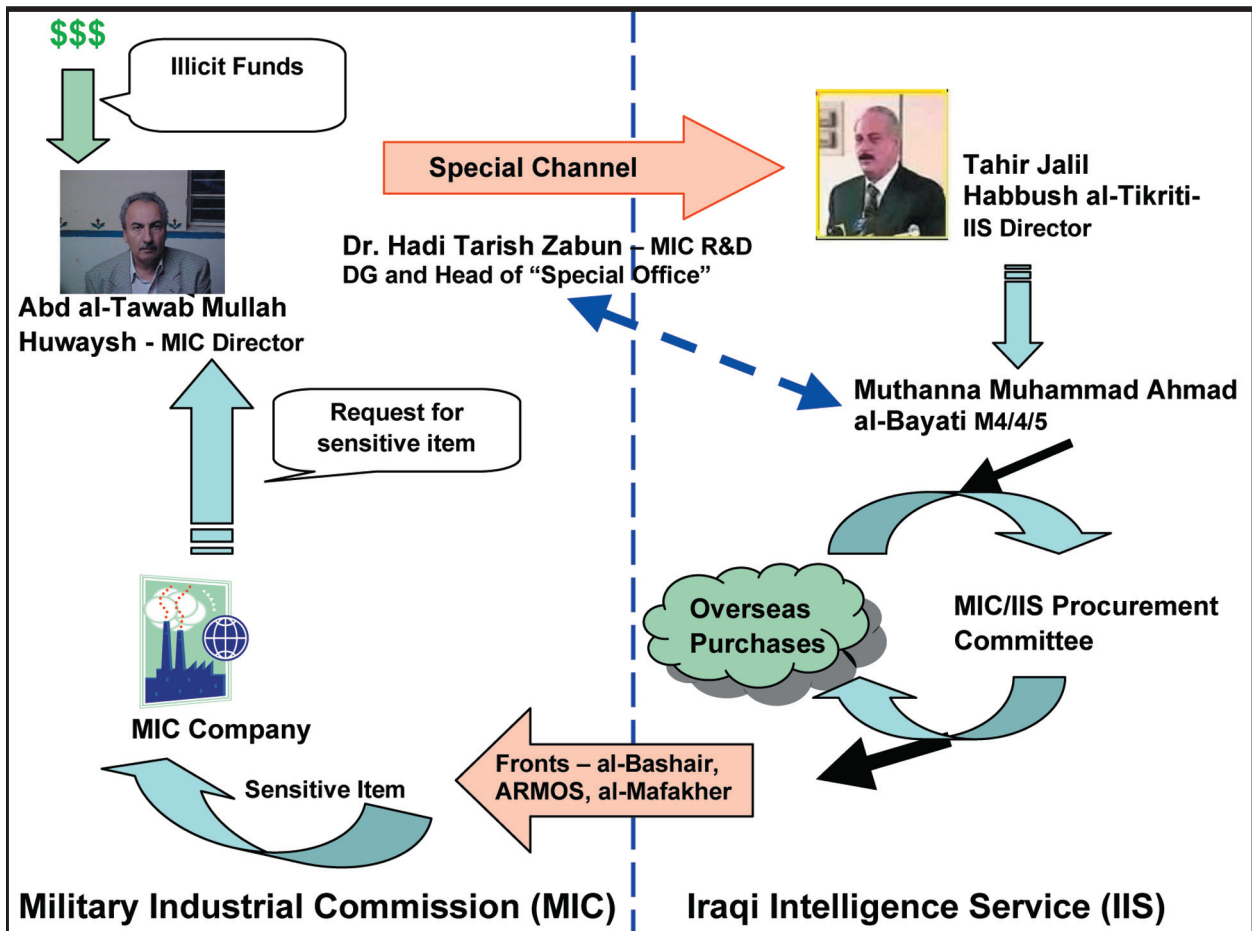 $$$
Illicit Funds
Abd al-Tawab Mullah
Huwaysh - MIC Director
Special Channel
Dr. Hadi Tarish Zabun – MIC R&D
DG and Head of “Special Office”
Tahir Jalil
Habbush al-Tikriti-
IIS Director
Muthanna Muhammad Ahmad
al-Bayati M4/4/5
Request for
sensitive item
Overseas
Purchases
MIC/IIS Procurement
Committee
MIC Company
Fronts – al-Bashair,
ARMOS, al-Mafakher
Sensitive Item
Military Industrial Commission (MIC)
Iraqi Intelligence Service (IIS)